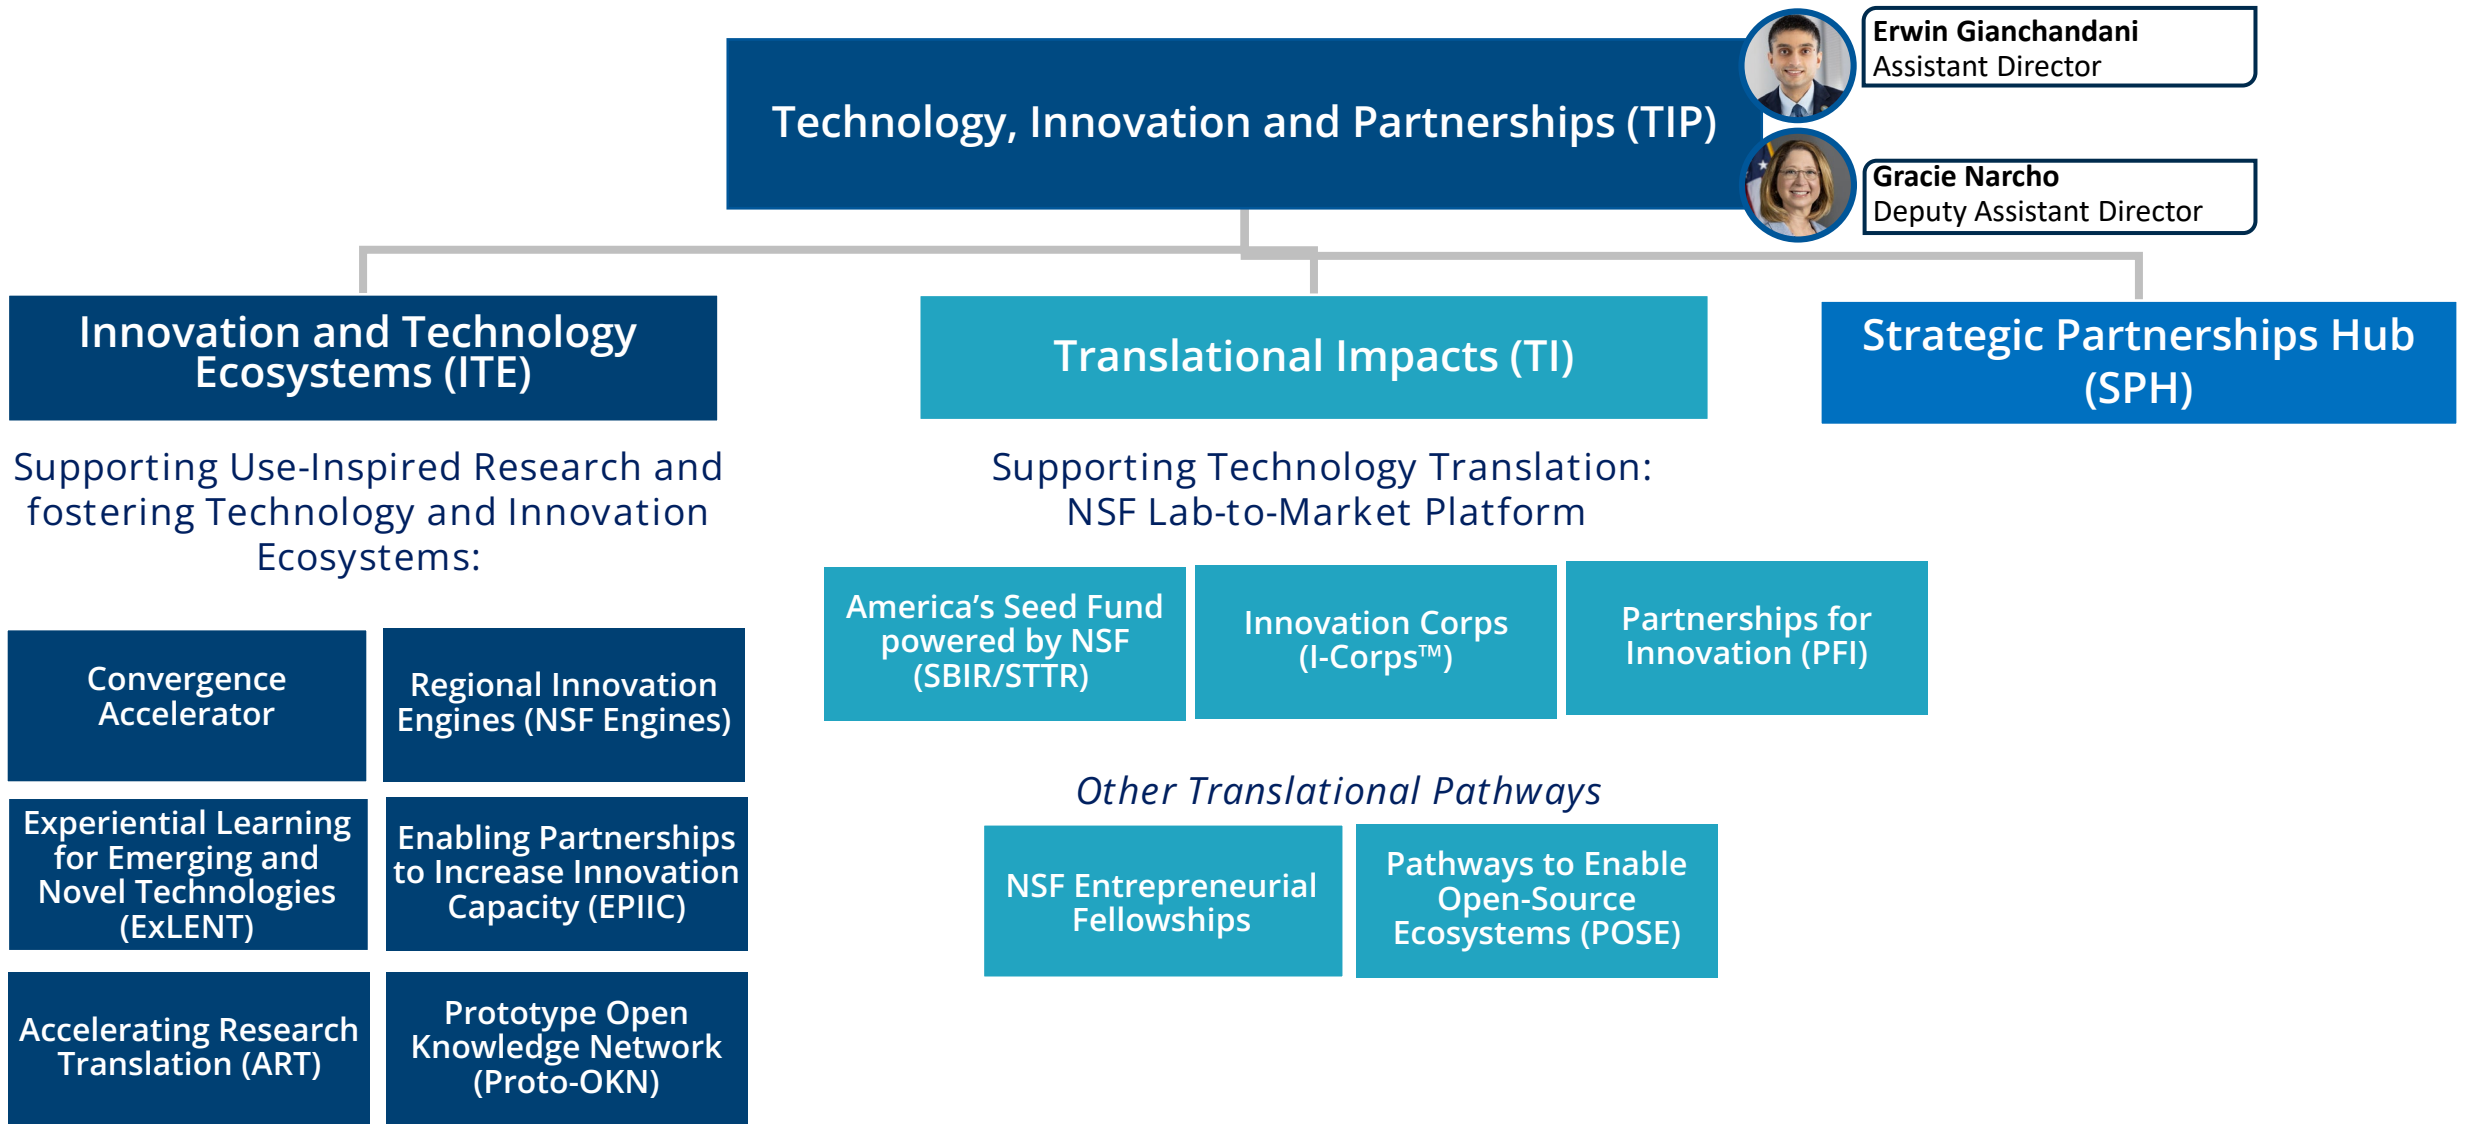 Erwin Gianchandani
Assistant Director
Technology, Innovation and Partnerships (TIP)
Gracie Narcho
Deputy Assistant Director
Innovation and Technology
Ecosystems (ITE)
Supporting Use-Inspired Research and
fostering Technology and Innovation
Ecosystems:
Convergence
Accelerator
Regional Innovation
Engines (NSF Engines)
Experiential Learning
for Emerging and
Novel Technologies
(ExLENT)
Enabling Partnerships
to Increase Innovation
Capacity (EPIIC)
Accelerating Research
Translation (ART)
Prototype Open
Knowledge Network
(Proto-OKN)
Translational Impacts (TI)
Supporting Technology Translation:
NSF Lab-to-Market Platform
America’s Seed Fund
powered by NSF
(SBIR/STTR)
Innovation Corps
(I-Corps™)
Partnerships for
Innovation (PFI)
Other Translational Pathways
NSF Entrepreneurial
Fellowships
Pathways to Enable
Open-Source
Ecosystems (POSE)
Strategic Partnerships Hub
(SPH)